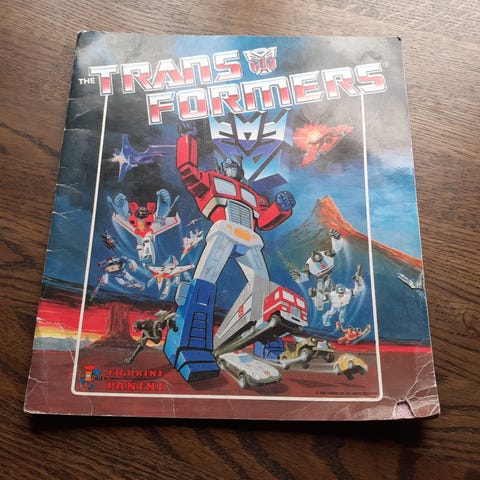 THE TRANS
FORMERS®
FIGURINE
PANINI